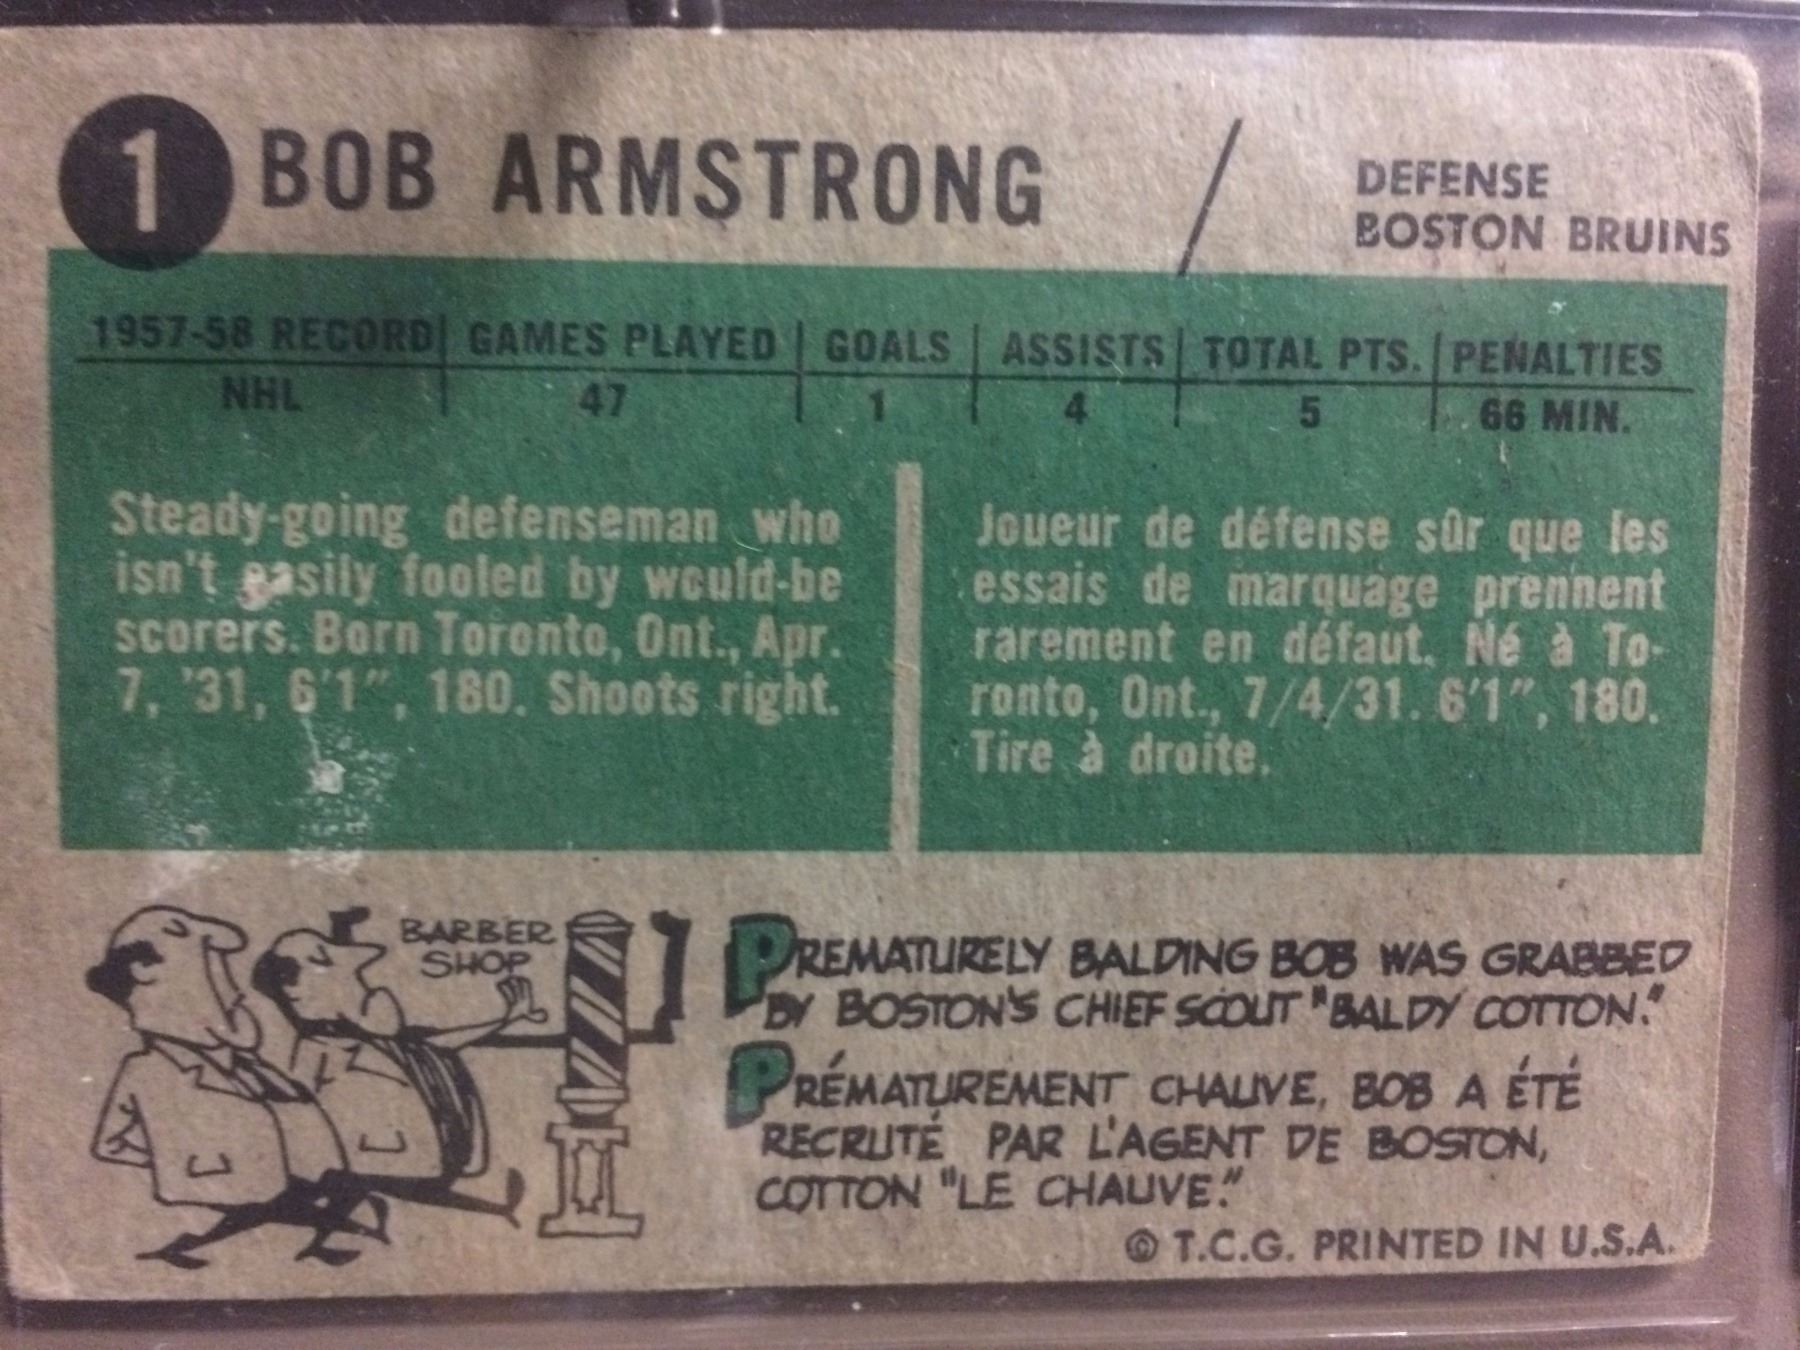 1 BOB ARMSTRONG / DEFENSE
BOSTON BRUINS
1957-58 RECORD GAMES PLAYED GOALS ASSISTS TOTAL PTS. PENALTIES
NHL 47 1 4 5 66 MIN.
Steady-going defenseman who
isn't easily fooled by would-be
scorers. Born Toronto, Ont., Apr.
7, '31, 6'1", 180. Shoots right.
Joueur de défense sûr que les
essais de marquage prennent
rarement en défaut. Né à To-
ronto, Ont., 7/4/31. 6'1", 180.
Tire à droite.
BARBER
SHOP
PREMATURELY BALDING BOB WAS GRABBED
BY BOSTON'S CHIEF SCOUT "BALDY COTTON."
PRÉMATUREMENT CHAUVE, BOB A ÉTÉ
RECRUTÉ PAR L'AGENT DE BOSTON,
COTTON "LE CHAUVE."
© T.C.G. PRINTED IN U.S.A.